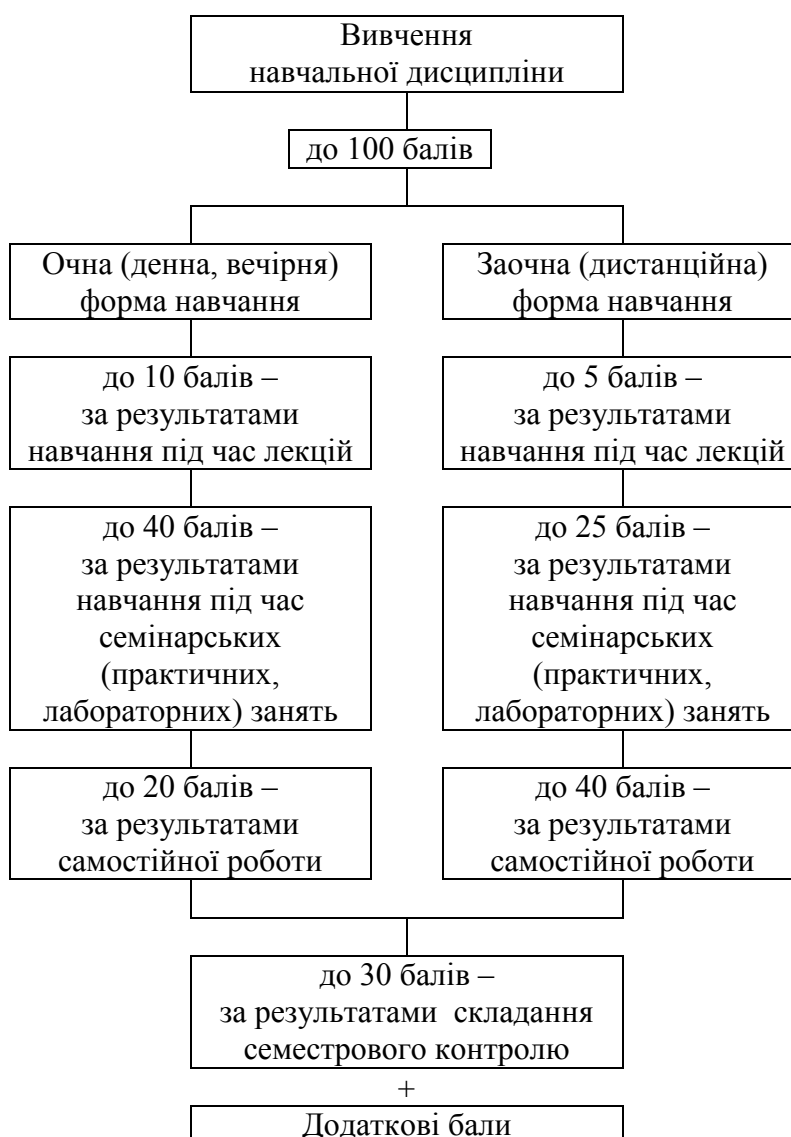 Вивчення
навчальної дисципліни
до 100 балів
Очна (денна, вечірня)
форма навчання
до 10 балів –
за результатами
навчання під час лекцій
до 40 балів –
за результатами
навчання під час
семінарських
(практичних,
лабораторних) занять
до 20 балів –
за результатами
самостійної роботи
Заочна (дистанційна)
форма навчання
до 5 балів –
за результатами
навчання під час лекцій
до 25 балів –
за результатами
навчання під час
семінарських
(практичних,
лабораторних) занять
до 40 балів –
за результатами
самостійної роботи
до 30 балів –
за результатами складання
семестрового контролю
+
Додаткові бали